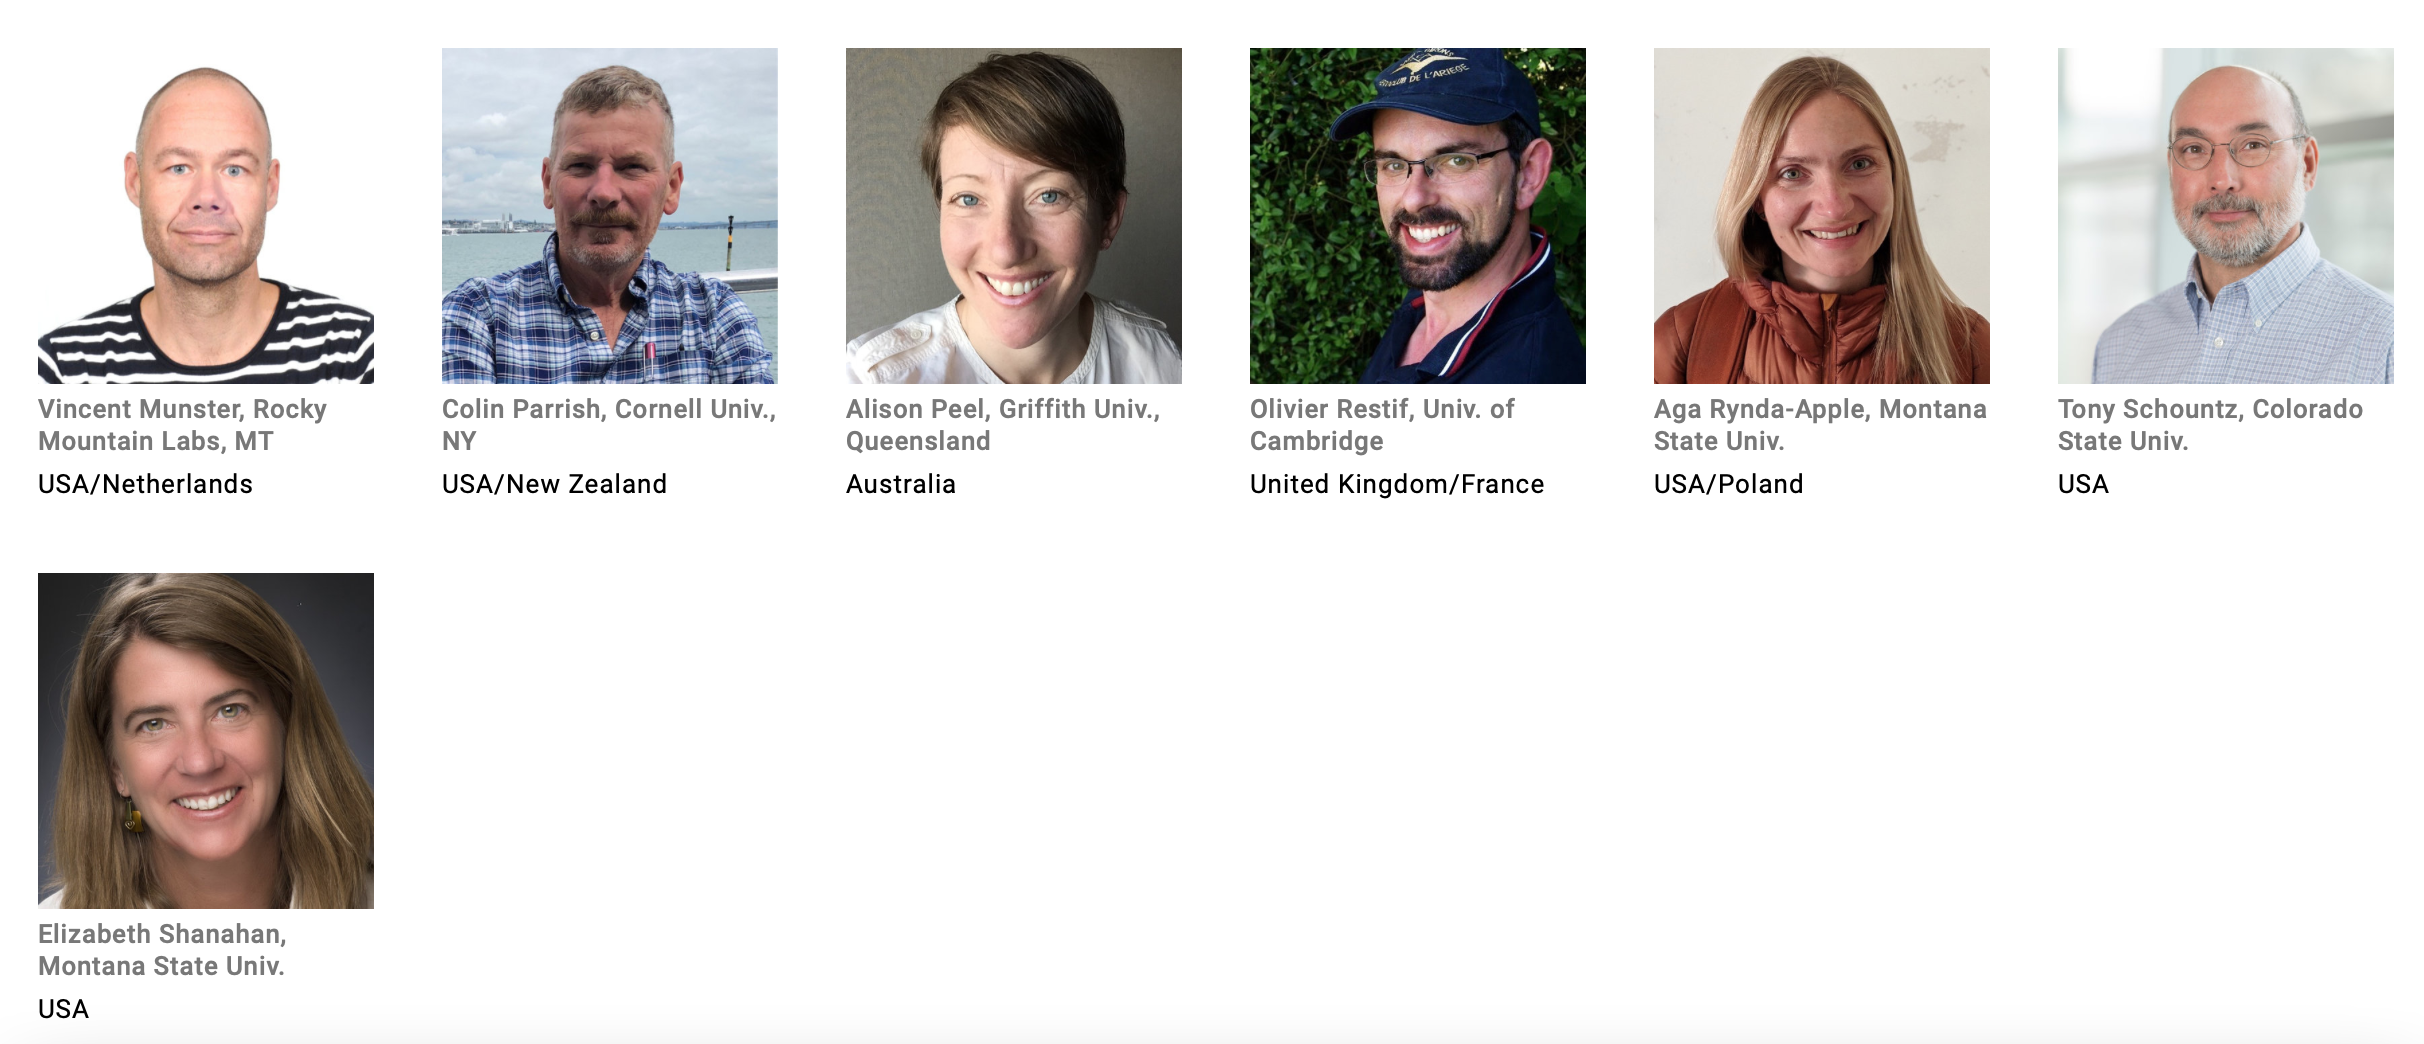 DE L'ARIEGE
Vincent Munster, Rocky
Mountain Labs, MT
USA/Netherlands
Colin Parrish, Cornell Univ.,
NY
USA/New Zealand
Alison Peel, Griffith Univ.,
Queensland
Australia
Olivier Restif, Univ. of
Cambridge
United Kingdom/France
Aga Rynda-Apple, Montana
State Univ.
USA/Poland
Tony Schountz, Colorado
State Univ.
USA
Elizabeth Shanahan,
Montana State Univ.
USA